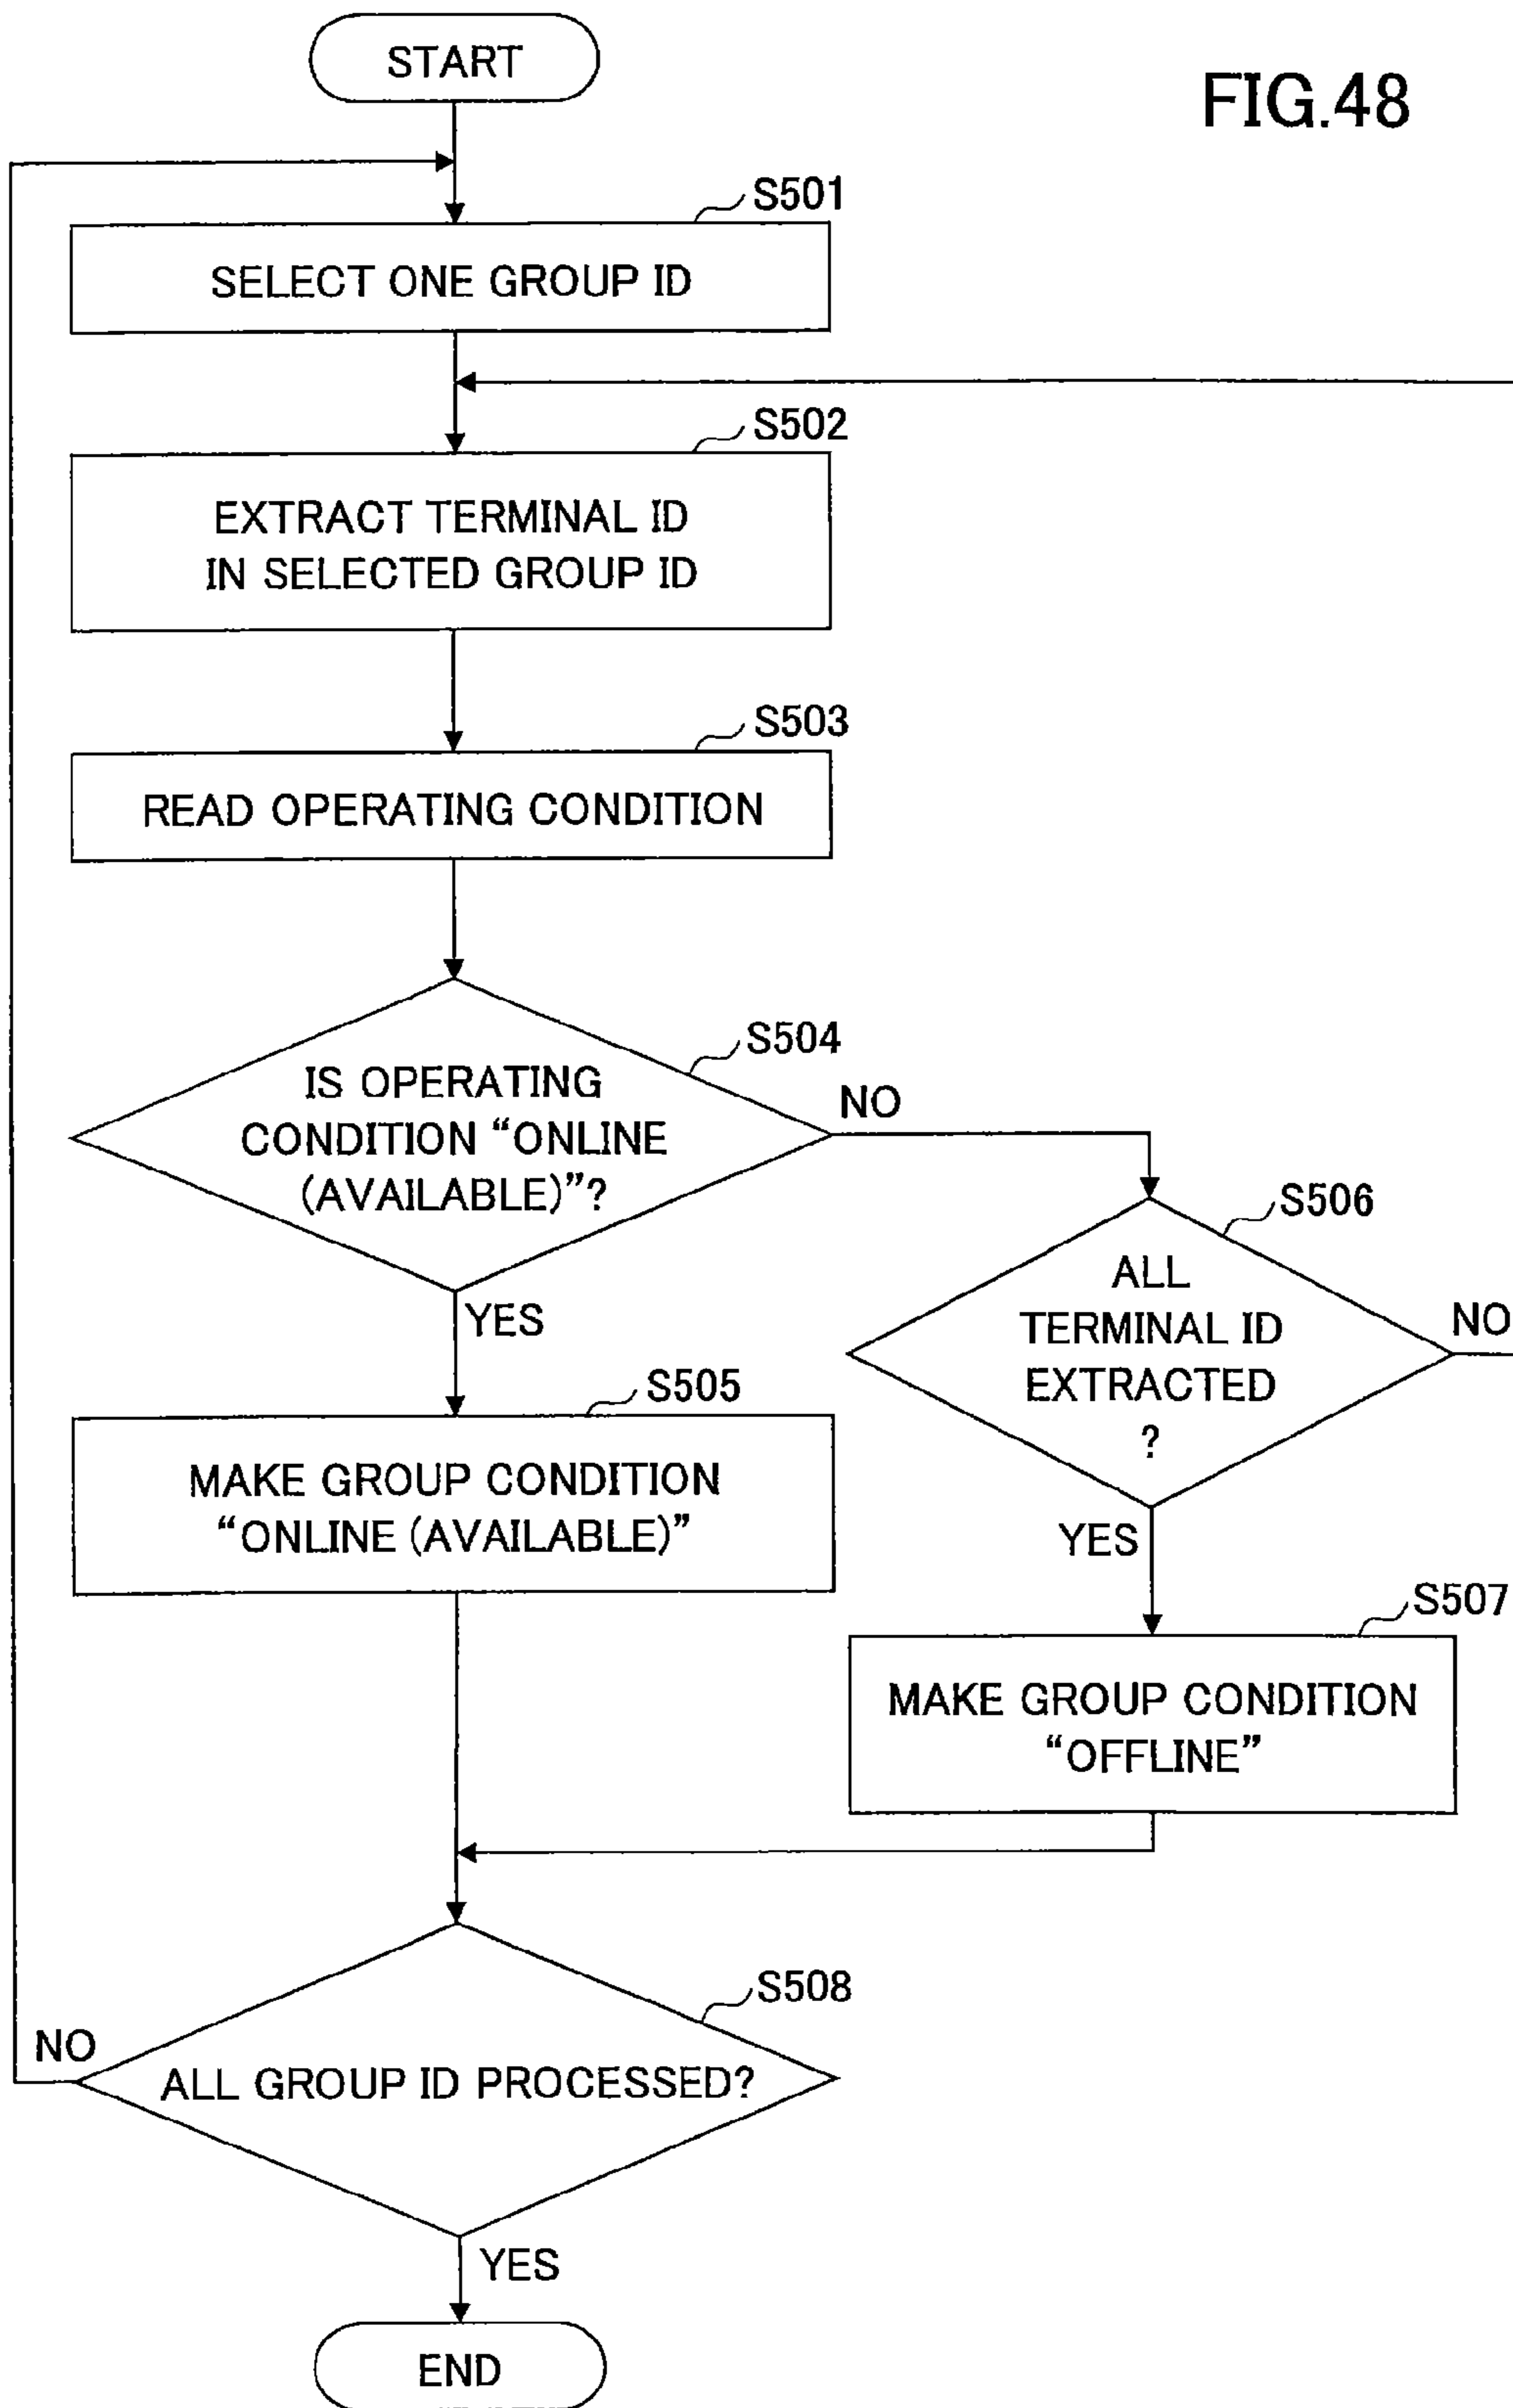 START
FIG.48
S501
SELECT ONE GROUP ID
S502
EXTRACT TERMINAL ID
IN SELECTED GROUP ID
S503
READ OPERATING CONDITION
S504
IS OPERATING
CONDITION “ONLINE
(AVAILABLE)”?
NO
YES
S506
ALL
TERMINAL ID
EXTRACTED
?
NO
YES
S505
MAKE GROUP CONDITION
“ONLINE (AVAILABLE)”
S507
MAKE GROUP CONDITION
“OFFLINE”
S508
ALL GROUP ID PROCESSED?
NO
YES
END